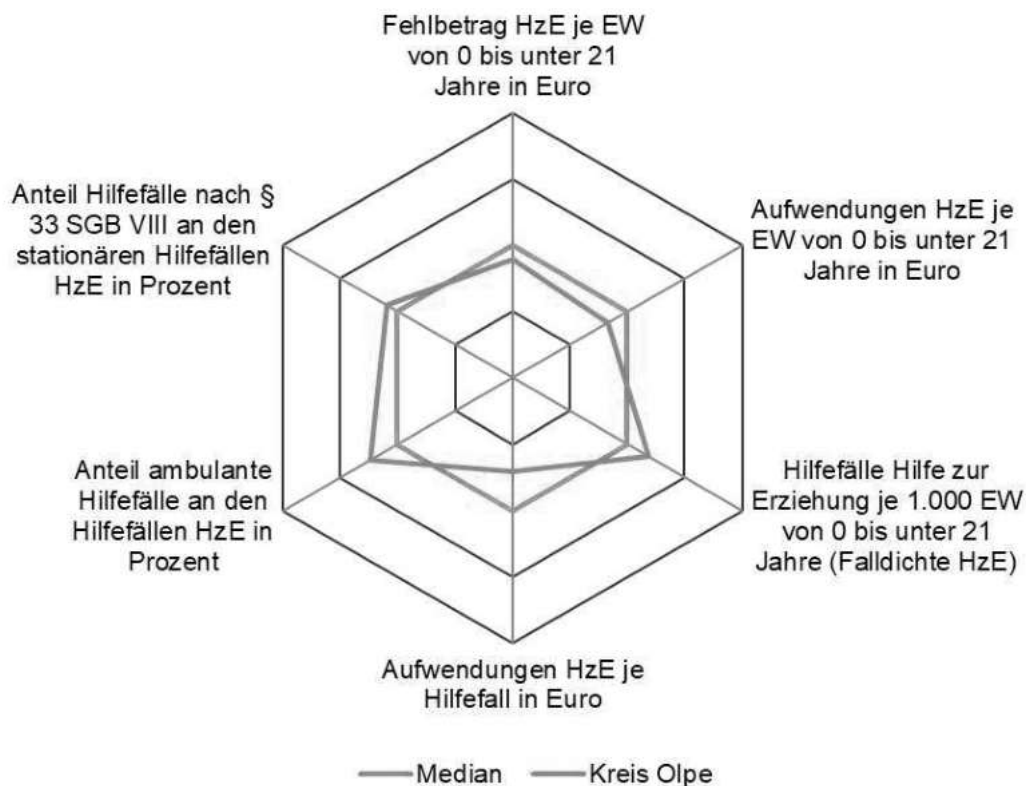 Fehlbetrag HzE je EW
von 0 bis unter 21
Jahre in Euro
Anteil Hilfefälle nach §
33 SGB VIII an den
stationären Hilfefällen
HzE in Prozent
Aufwendungen HzE je
EW von 0 bis unter 21
Jahre in Euro
Anteil ambulante
Hilfefälle an den
Hilfefällen HzE in
Prozent
Hilfefälle Hilfe zur
Erziehung je 1.000 EW
von 0 bis unter 21
Jahre (Falldichte HzE)
Aufwendungen HzE je
Hilfefall in Euro
Median
Kreis Olpe